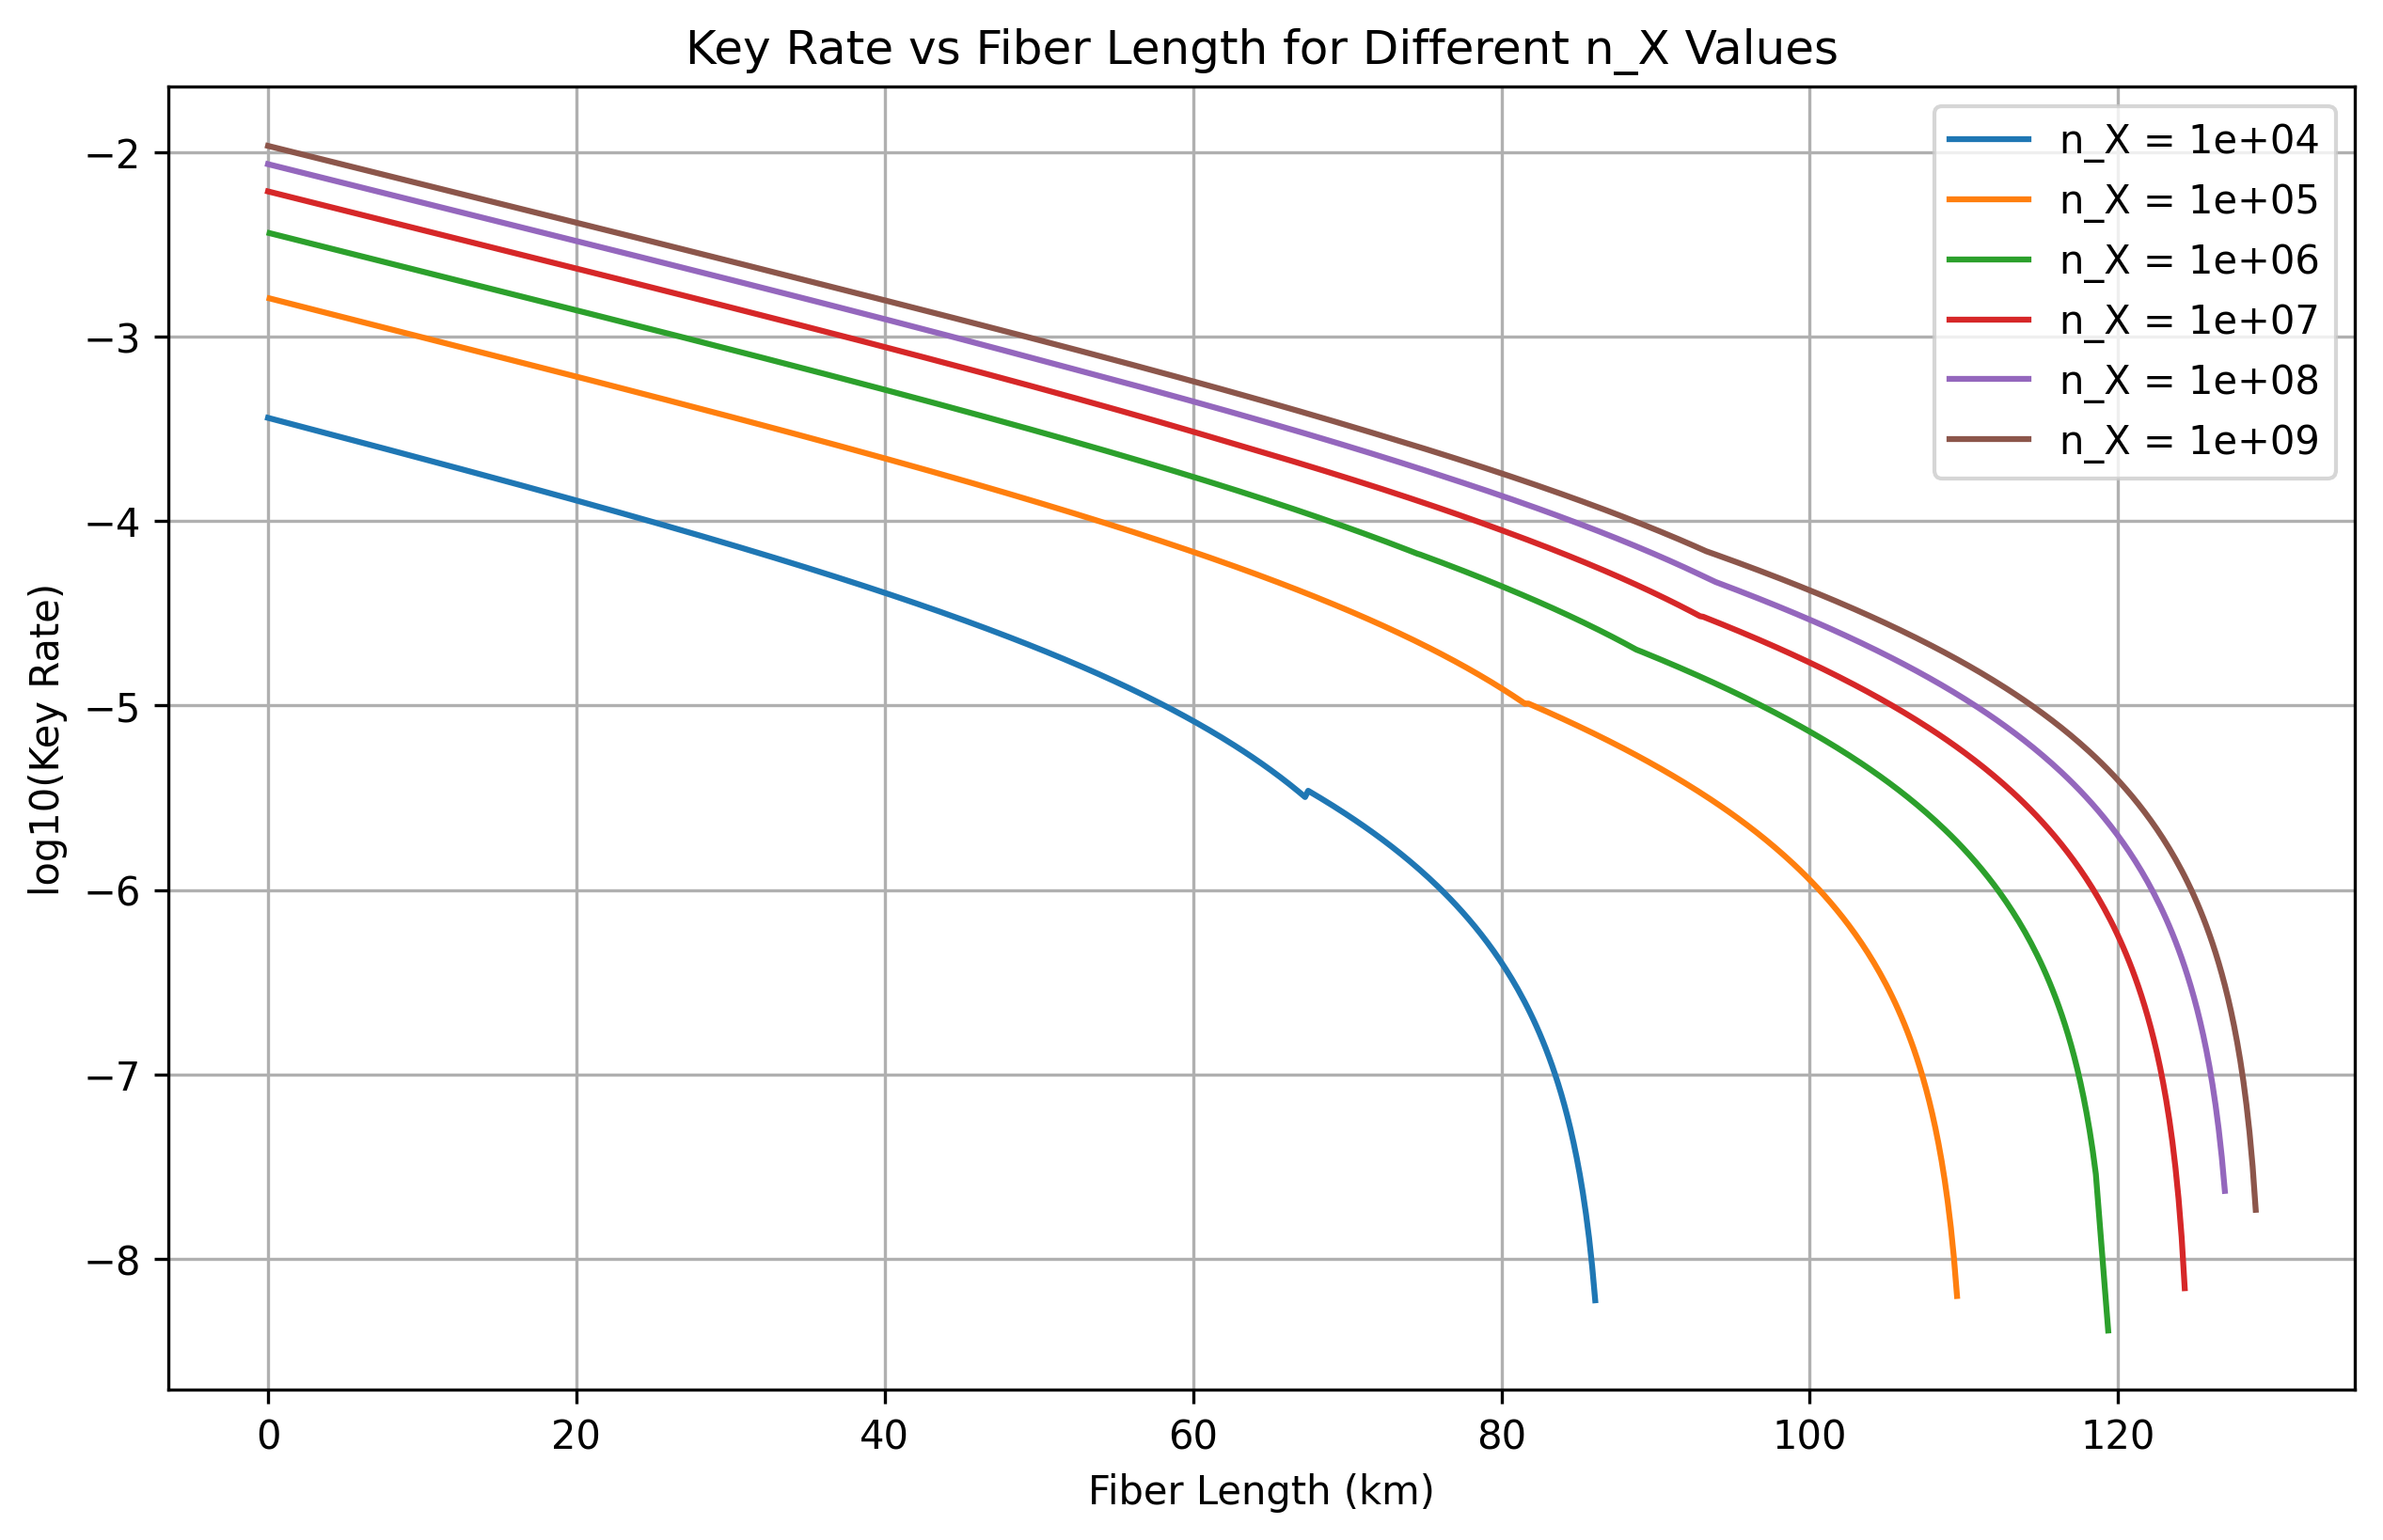 Key Rate vs Fiber Length for Different n_X Values
n_X = 1e+04
n_X = 1e+05
n_X = 1e+06
n_X = 1e+07
n_X = 1e+08
n_X = 1e+09
log10(Key Rate)
−2
−3
−4
−5
−6
−7
−8
0 20 40 60 80 100 120
Fiber Length (km)